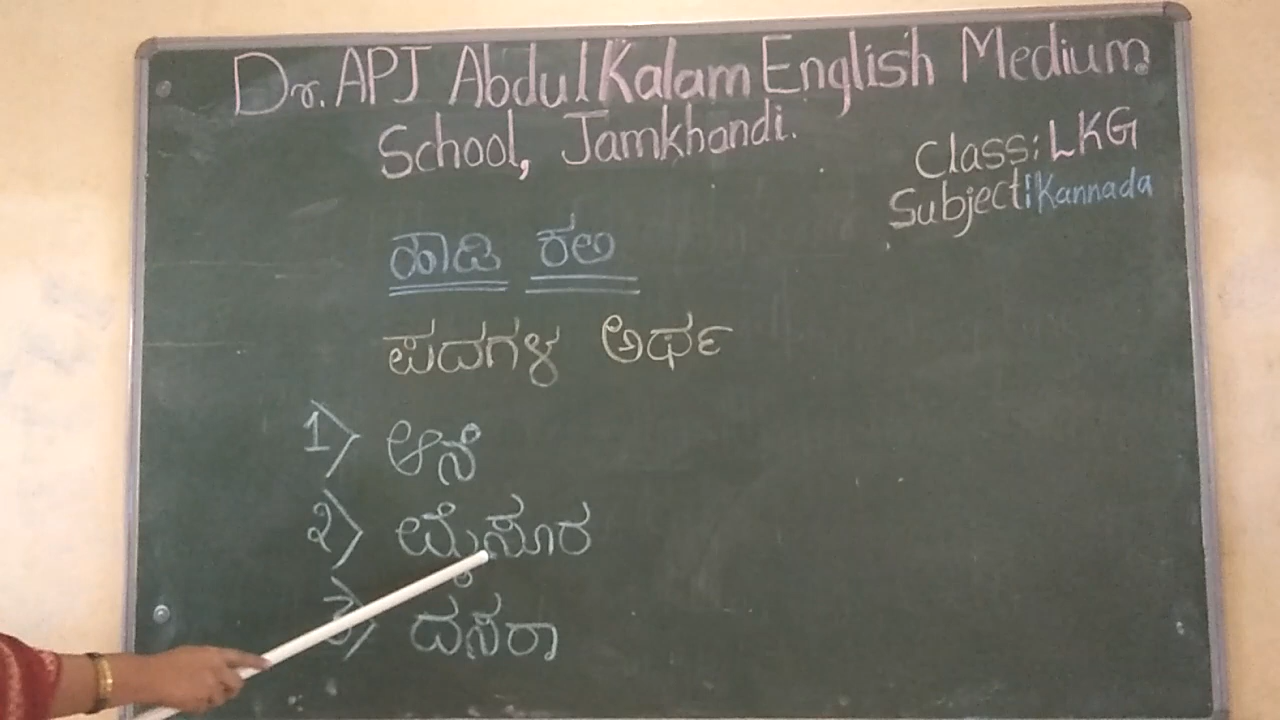 Dr. APJ Abdul Kalam English Medium
School, Jamkhandi.
Class: LKG
Subject: Kannada
ಹಾಡಿ ಕಲಿ
ಪದಗಳ ಅರ್ಥ
1) ಆನೆ
೨) ಮೈಸೂರ
3) ದಸರಾ